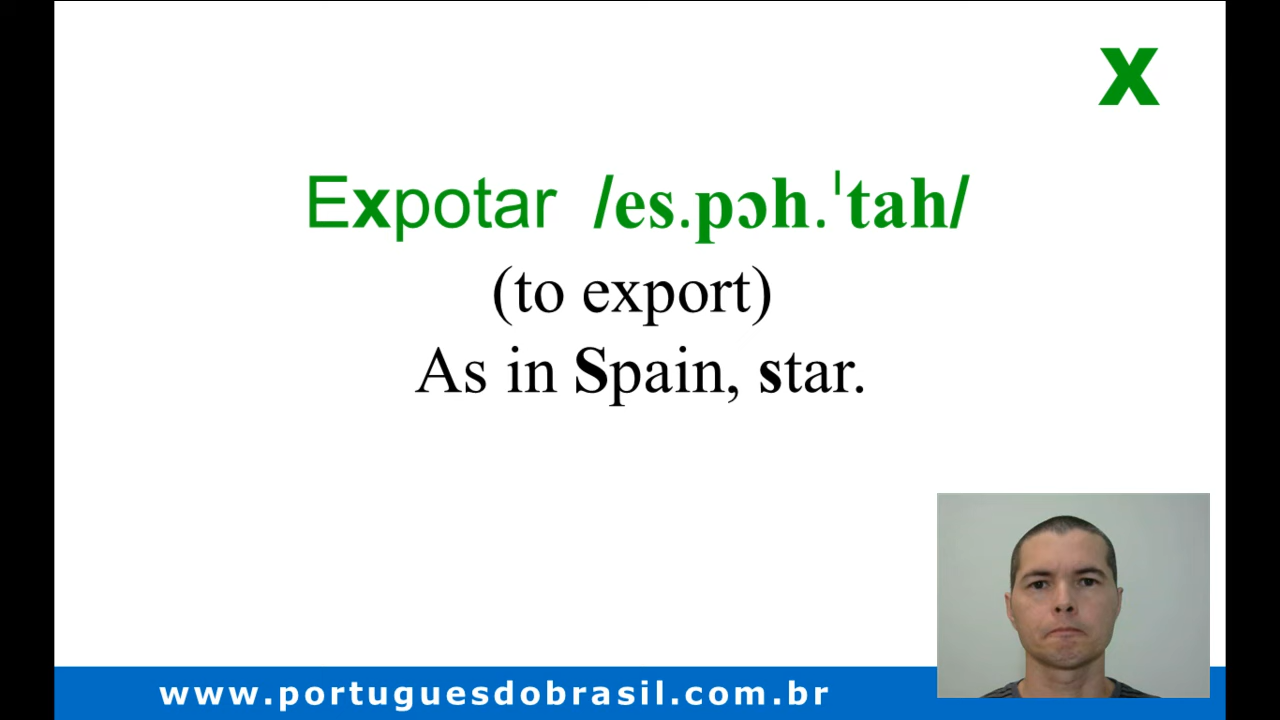 x
Expotar /es.pɔh.ˈtah/
(to export)
As in Spain, star.
www.portuguesdobrasil.com.br